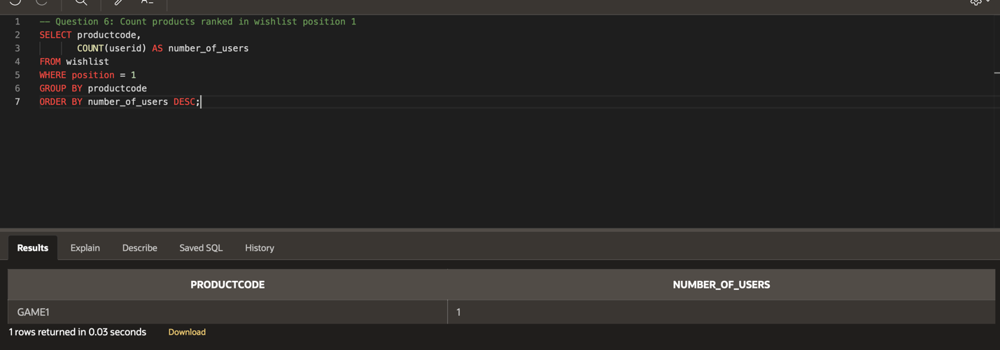 1 -- Question 6: Count products ranked in wishlist position 1
2 SELECT productcode,
3 COUNT(userid) AS number_of_users
4 FROM wishlist
5 WHERE position = 1
6 GROUP BY productcode
7 ORDER BY number_of_users DESC;
Results Explain Describe Saved SQL History
PRODUCTCODE NUMBER_OF_USERS
GAME1 1
1 rows returned in 0.03 seconds Download